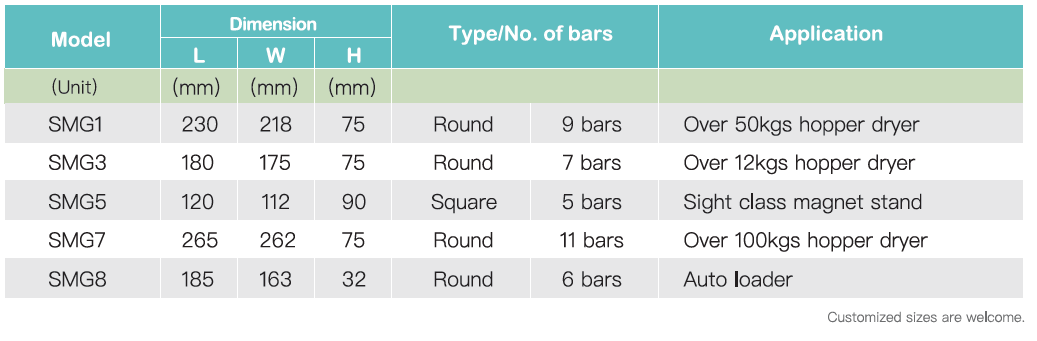 Model Dimension Type/No. of bars Application
L W H
(Unit) (mm) (mm) (mm)
SMG1 230 218 75 Round 9 bars Over 50kgs hopper dryer
SMG3 180 175 75 Round 7 bars Over 12kgs hopper dryer
SMG5 120 112 90 Square 5 bars Sight class magnet stand
SMG7 265 262 75 Round 11 bars Over 100kgs hopper dryer
SMG8 185 163 32 Round 6 bars Auto loader
Customized sizes are welcome.